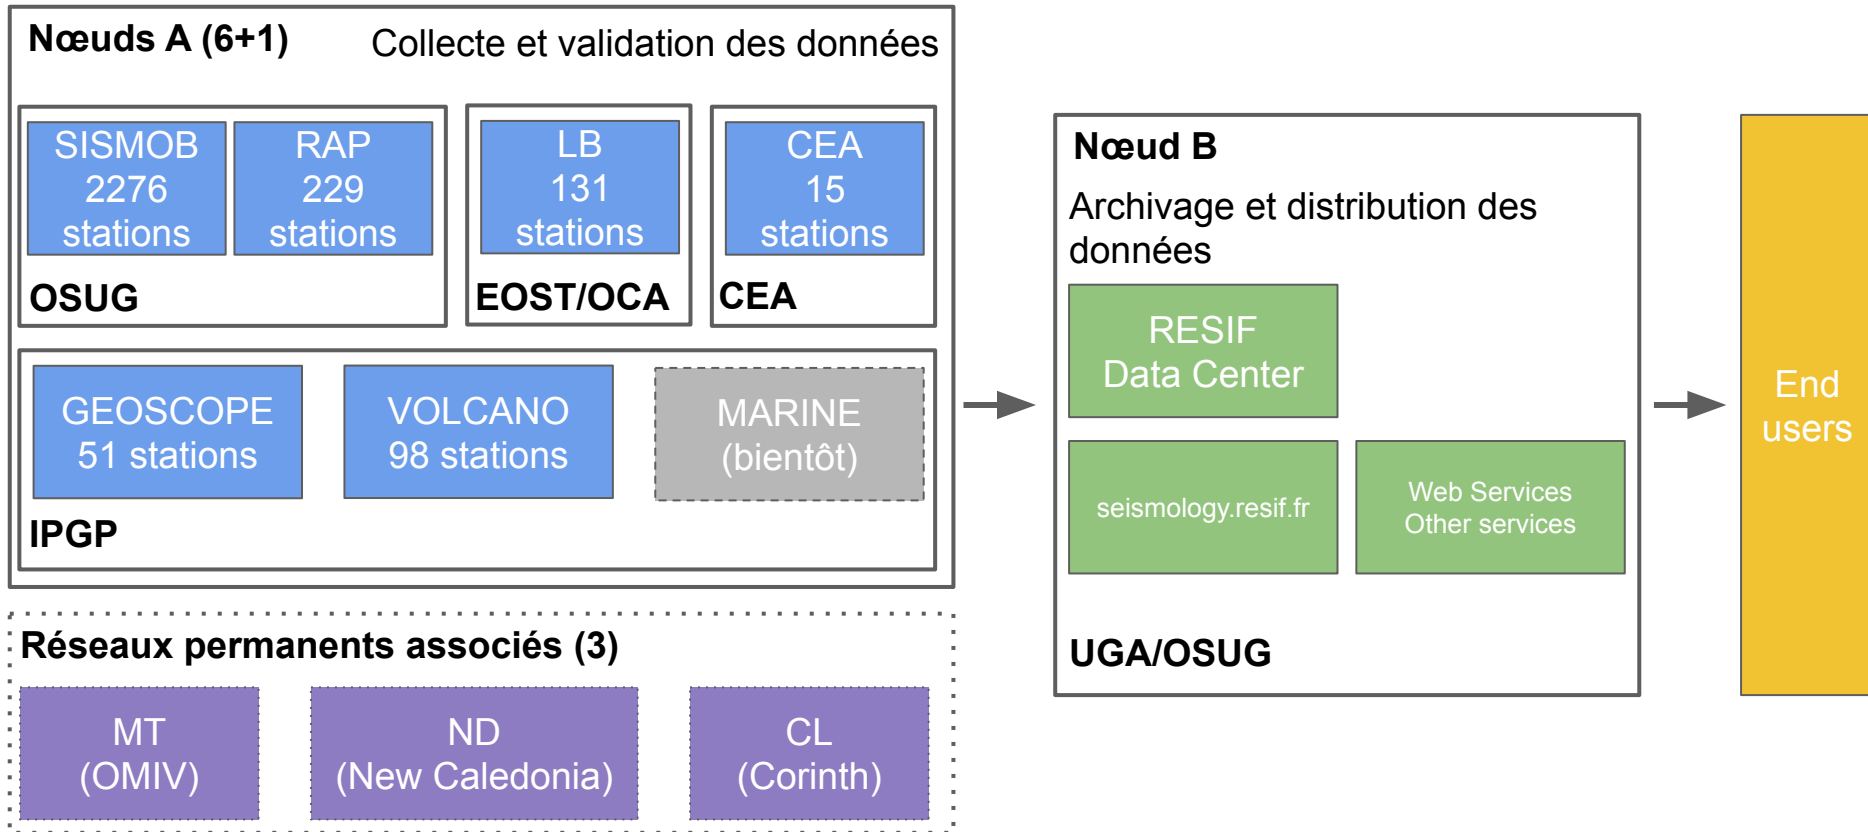 Nœuds A (6+1)
Collecte et validation des données
SISMOB
2276
stations
RAP
229
stations
OSUG
LB
131
stations
EOST/OCA
CEA
15
stations
CEA
GEOSCOPE
51 stations
VOLCANO
98 stations
MARINE
(bientôt)
IPGP
Réseaux permanents associés (3)
MT
(OMIV)
ND
(New Caledonia)
CL
(Corinth)
Nœud B
Archivage et distribution des
données
RESIF
Data Center
seismology.resif.fr
Web Services
Other services
UGA/OSUG
End
users